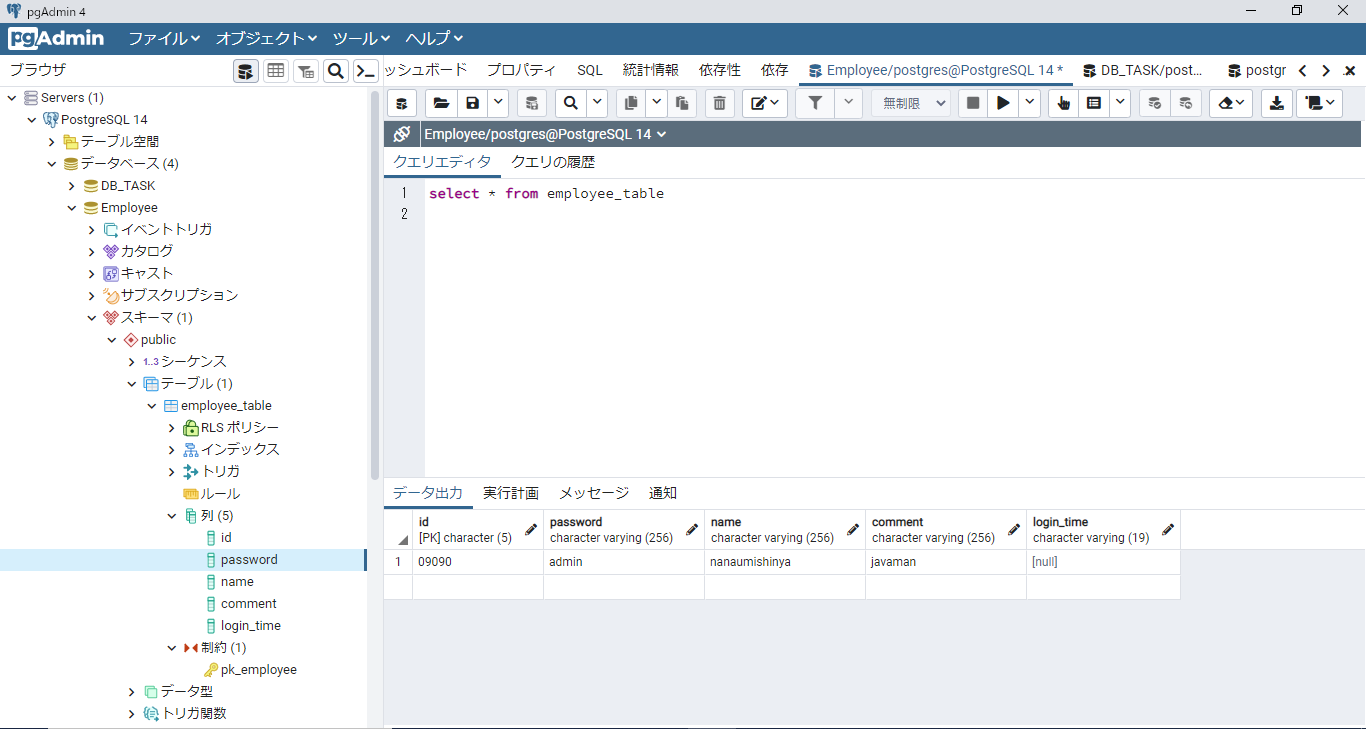 pgAdmin 4
pgAdmin ファイル オブジェクト ツール ヘルプ
ブラウザ
ッシュボード プロパティ SQL 統計情報 依存性 依存 Employee/postgres@PostgreSQL 14 * DB_TASK/post... postgr
Servers (1)
PostgreSQL 14
テーブル空間
データベース (4)
DB_TASK
Employee
イベントトリガ
カタログ
キャスト
サブスクリプション
スキーマ (1)
public
1..3 シーケンス
テーブル (1)
employee_table
RLS ポリシー
インデックス
トリガ
ルール
列 (5)
id
password
name
comment
login_time
制約 (1)
pk_employee
データ型
トリガ関数
無制限
Employee/postgres@PostgreSQL 14
クエリエディタ クエリの履歴
1 select * from employee_table
2
データ出力 実行計画 メッセージ 通知
id password name comment login_time
[PK] character (5) character varying (256) character varying (256) character varying (256) character varying (19)
1 09090 admin nanaumishinya javaman [null]